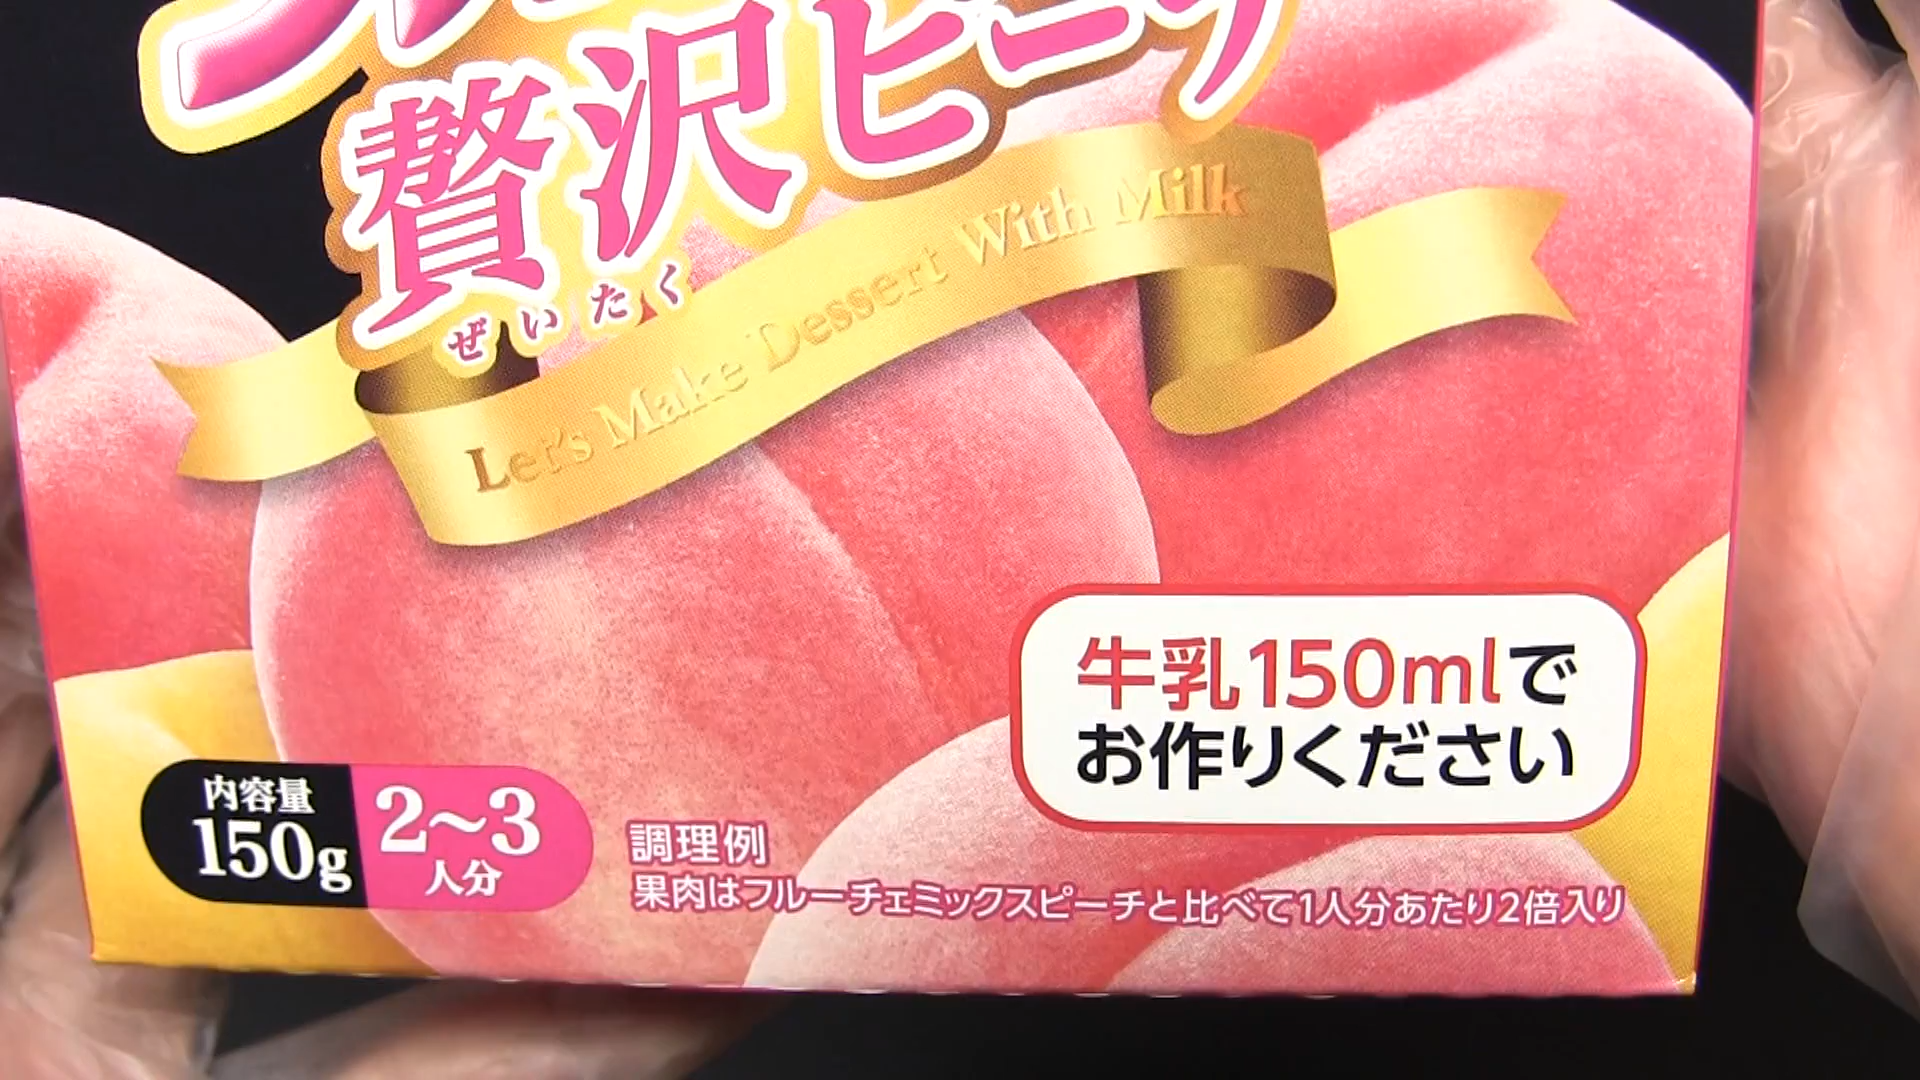 贅沢ピーチ
ぜいたく
Let's Make Dessert With Milk
牛乳150mlで
お作りください
内容量
150g
2〜3
人分
調理例
果肉はフルーチェミックスピーチと比べて1人分あたり2倍入り